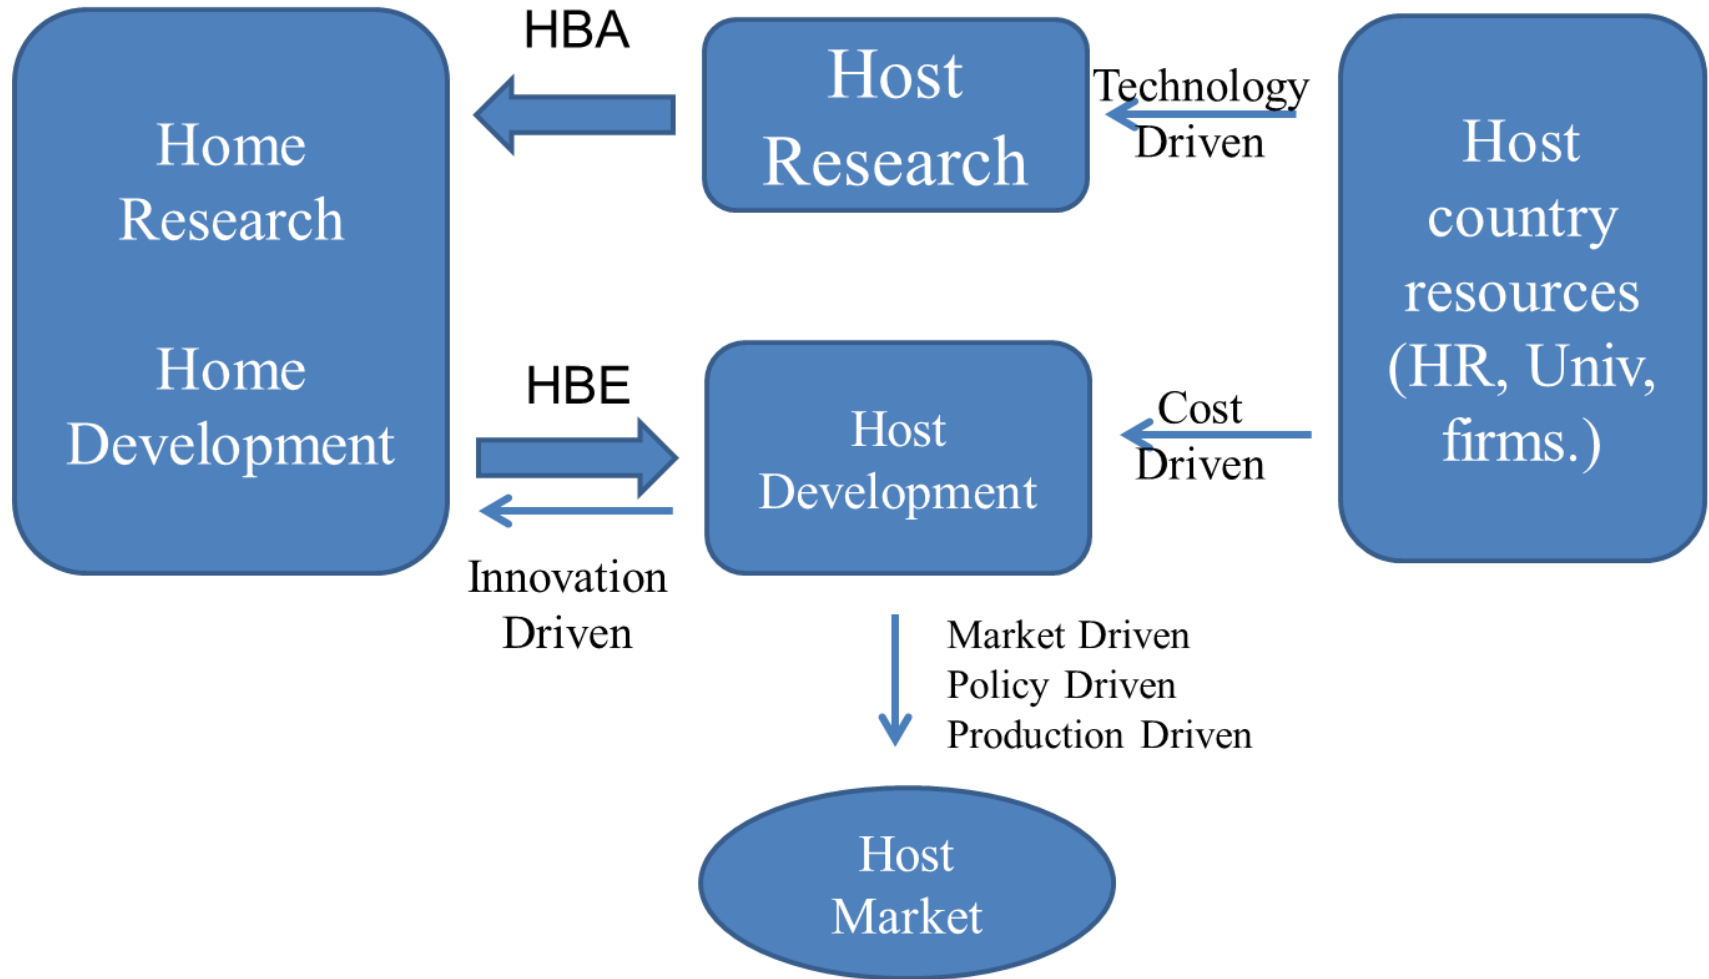 Home
Research
Home
Development
HBA
Host
Research
Technology
Driven
Host
country
resources
(HR, Univ,
firms.)
HBE
Innovation
Driven
Host
Development
Cost
Driven
Market Driven
Policy Driven
Production Driven
Host
Market